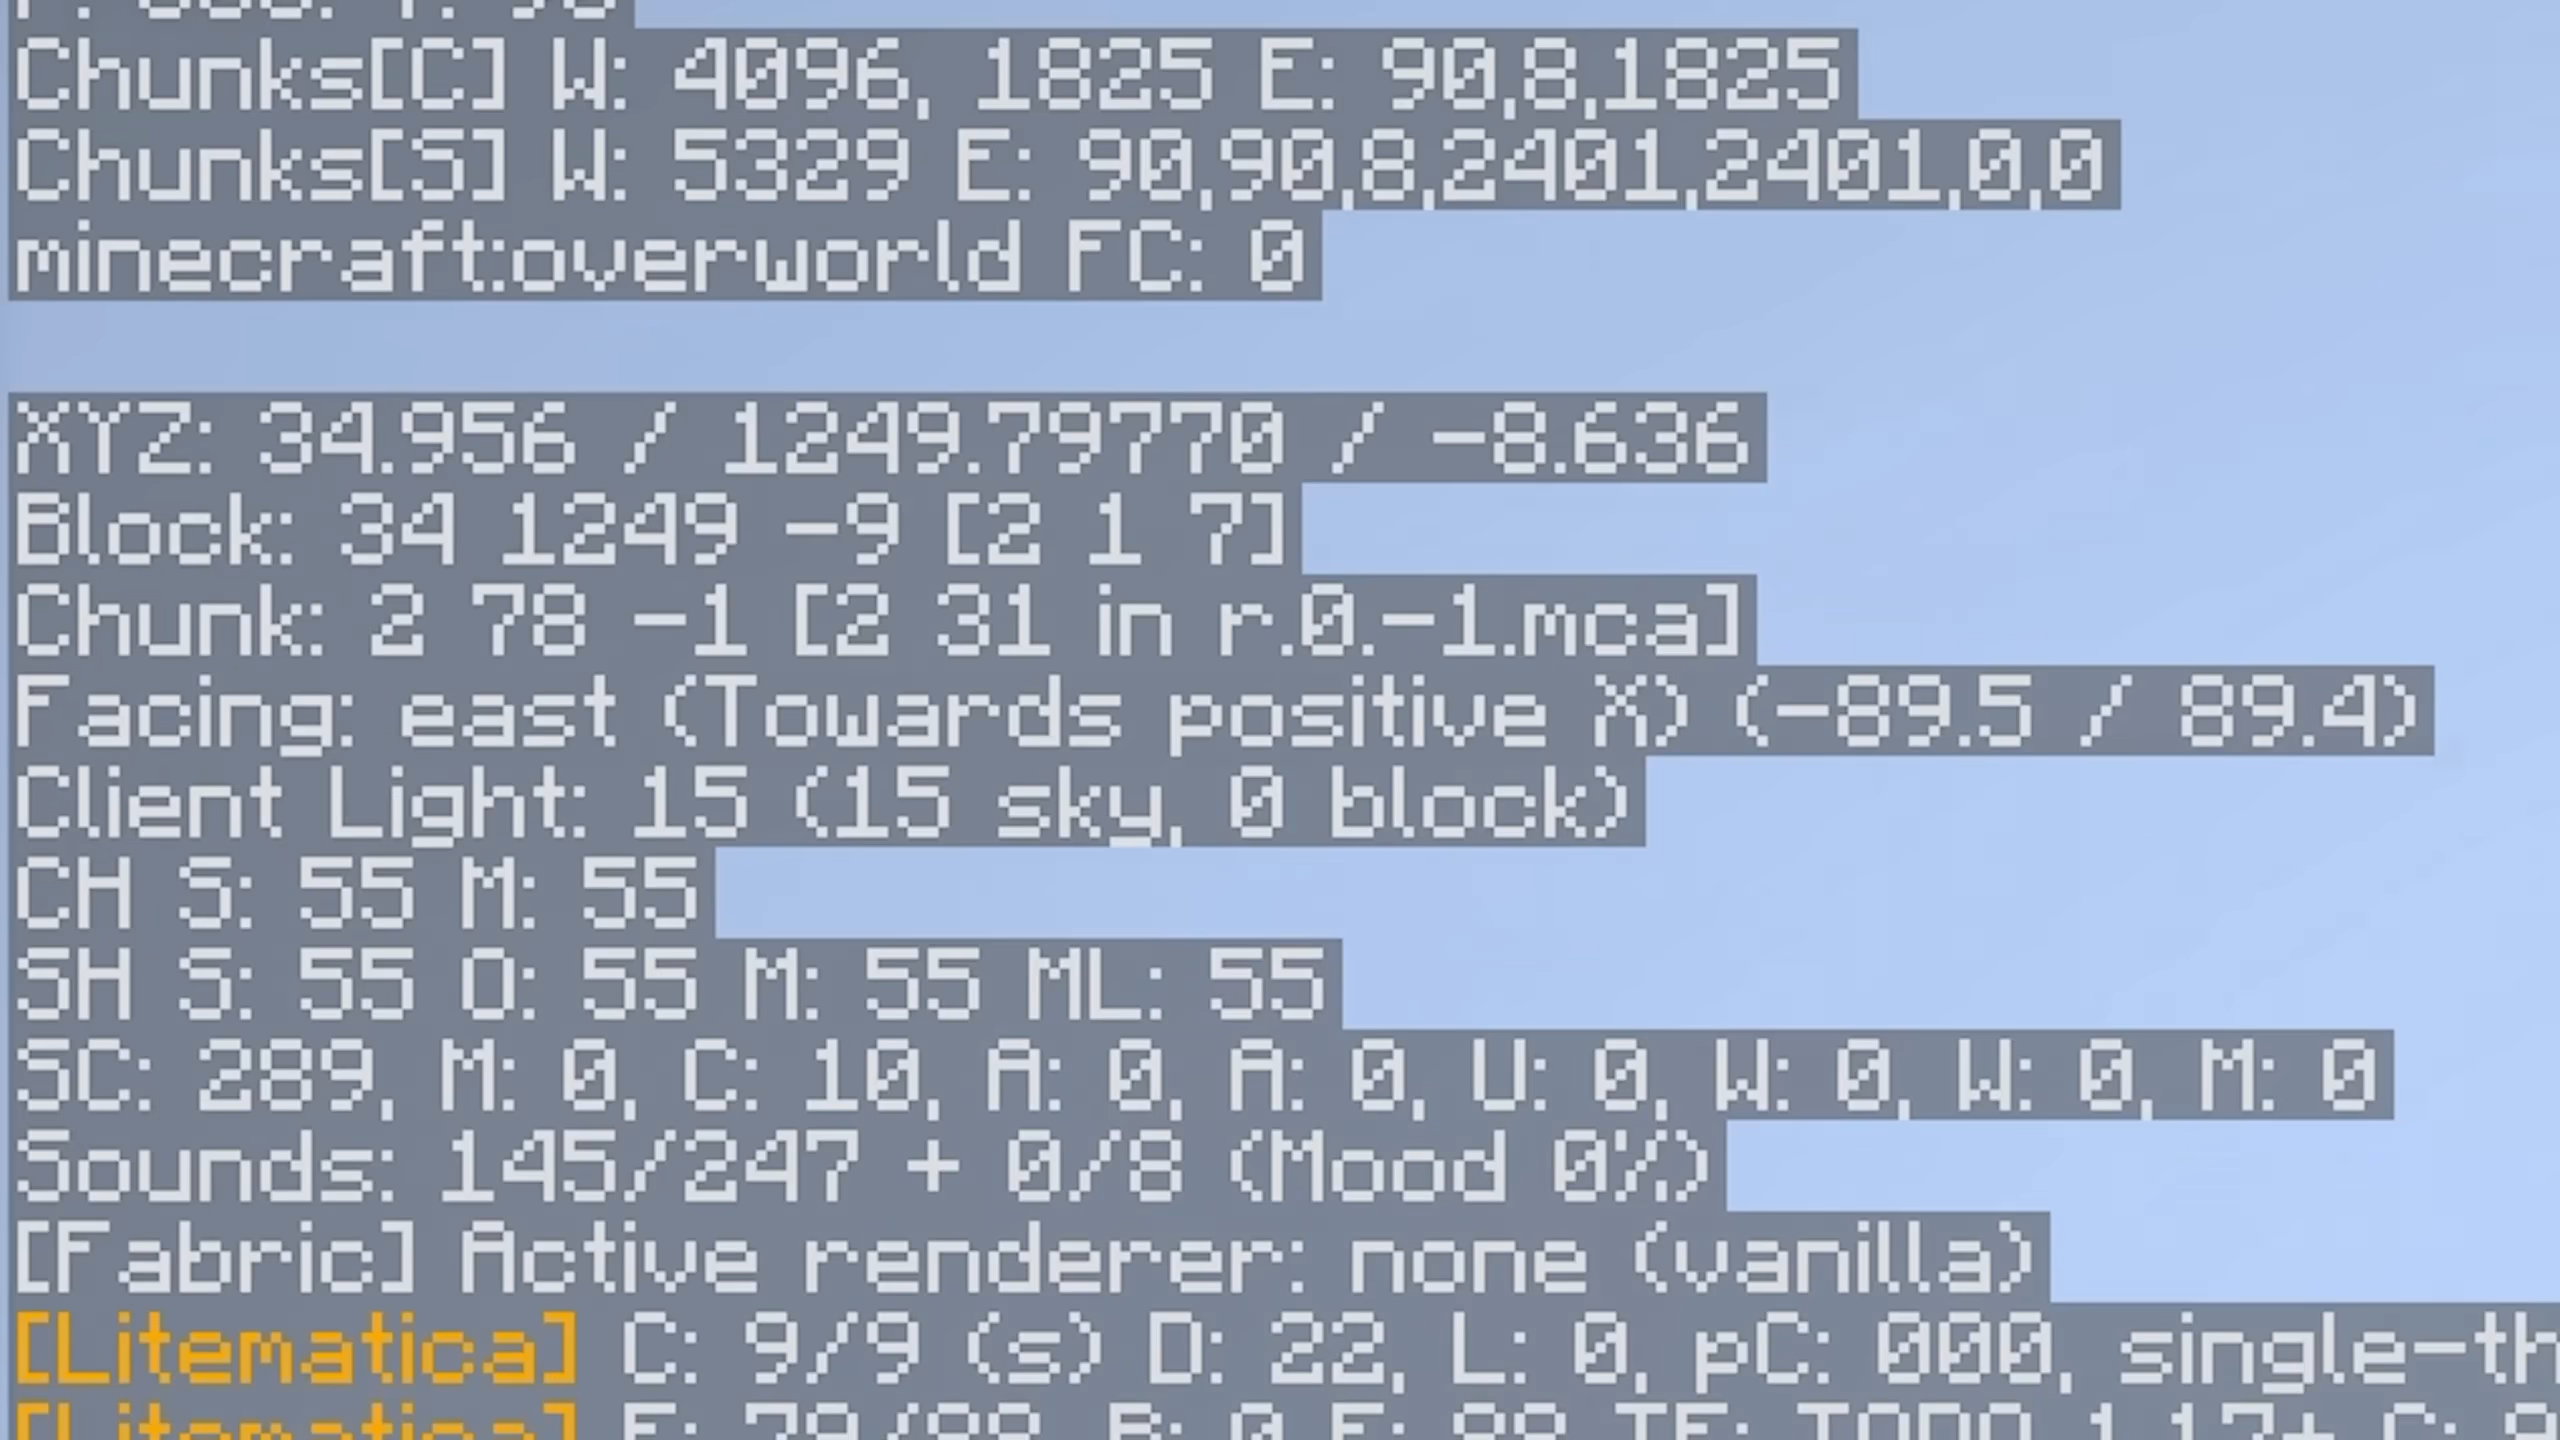 Chunks[C] W: 4096, 1825 E: 90,8,1825
Chunks[S] W: 5329 E: 90,90,8,2401,2401,0,0
minecraft:overworld FC: 0
XYZ: 34.956 / 1249.79770 / -8.636
Block: 34 1249 -9 [2 1 7]
Chunk: 2 78 -1 [2 31 in r.0.-1.mca]
Facing: east (Towards positive X) (-89.5 / 89.4)
Client Light: 15 (15 sky, 0 block)
CH S: 55 M: 55
SH S: 55 O: 55 M: 55 ML: 55
SC: 289, M: 0, C: 10, A: 0, A: 0, U: 0, W: 0, W: 0, M: 0
Sounds: 145/247 + 0/8 (Mood 0%)
[Fabric] Active renderer: none (vanilla)
[Litematica] C: 9/9 (s) D: 22, L: 0, pC: 000, single-th
[Litematica]